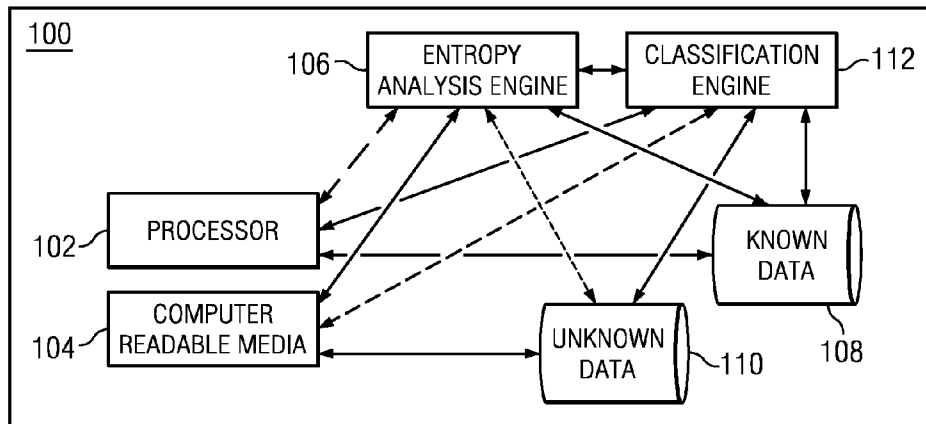 100
106
ENTROPY
ANALYSIS ENGINE
CLASSIFICATION
ENGINE
112
102
PROCESSOR
KNOWN
DATA
108
104
COMPUTER
READABLE MEDIA
UNKNOWN
DATA
110